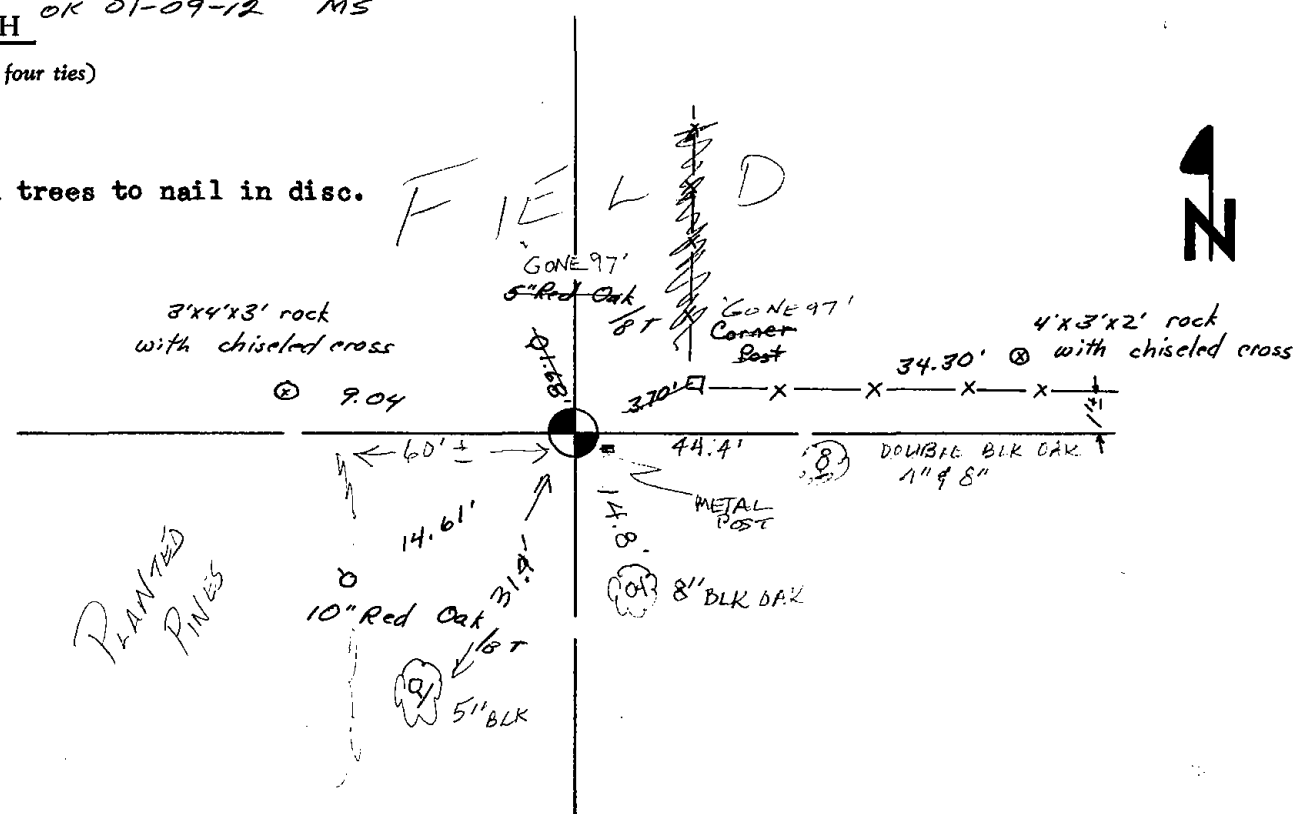 H OK 01-09-12 MS
four ties)
trees to nail in disc.
FIELD
N
'GONE 97'
5" Red Oak
/BT
'GONE 97'
Corner
Post
3'x4'x3' rock
with chiseled cross
4'x3'x2' rock
with chiseled cross
9.04
3.70'
34.30'
1'±
60' ±
44.4'
8
DOUBLE BLK OAK
8"
METAL
POST
14.61'
14.8'
31.9'
8" BLK OAK
10" Red Oak
/BT
5" BLK
PLANTED
PINES